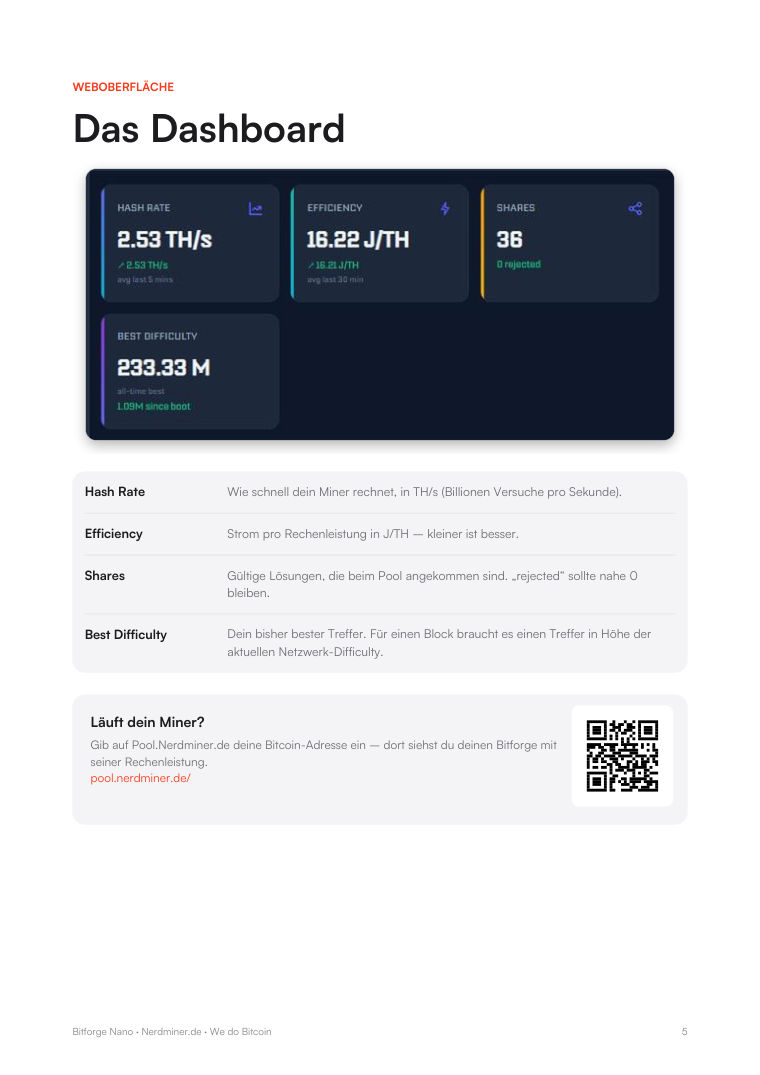 WEBOBERFLÄCHE
Das Dashboard
HASH RATE
2.53 TH/s
↗ 2.53 TH/s
avg last 5 mins
EFFICIENCY
16.22 J/TH
↗ 16.21 J/TH
avg last 30 min
SHARES
36
0 rejected
BEST DIFFICULTY
233.33 M
all-time best
1.09M since boot
Hash Rate Wie schnell dein Miner rechnet, in TH/s (Billionen Versuche pro Sekunde).
Efficiency Strom pro Rechenleistung in J/TH — kleiner ist besser.
Shares Gültige Lösungen, die beim Pool angekommen sind. „rejected“ sollte nahe 0
bleiben.
Best Difficulty Dein bisher bester Treffer. Für einen Block braucht es einen Treffer in Höhe der
aktuellen Netzwerk-Difficulty.
Läuft dein Miner?
Gib auf Pool.Nerdminer.de deine Bitcoin-Adresse ein — dort siehst du deinen Bitforge mit
seiner Rechenleistung.
pool.nerdminer.de/
Bitforge Nano · Nerdminer.de · We do Bitcoin 5